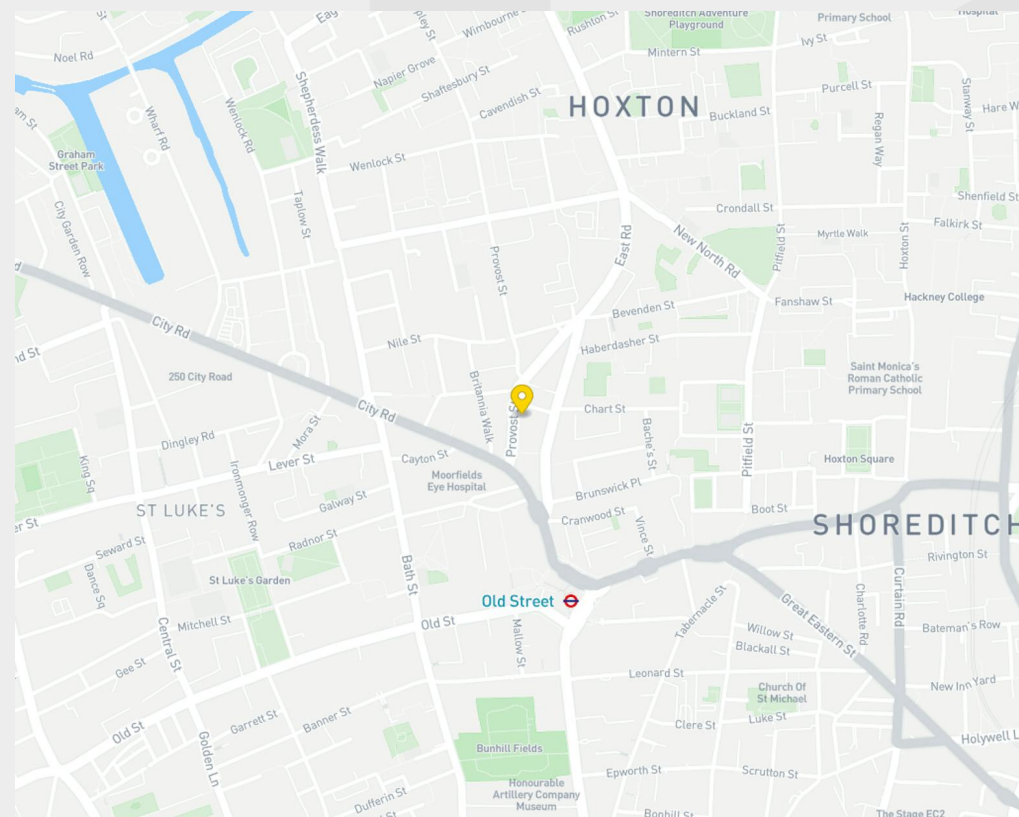 Eag
Wimbourne
Rushton St
Shoreditch Adventure
Playground
Primary School
Hospital
Noel Rd
Mintern St
Ivy St
Napier Grove
Shaftesbury St
Cavendish St
HOXTON
Buckland St
Purcell St
Stanway St
Hare W
Shepherdess Walk
Wharf Rd
Wenlock Rd
Regan Way
Graham
Street Park
Wenlock St
Taplow St
Crondall St
Shenfield St
Falkirk St
City Garden Row
East Rd
New North Rd
Pitfield St
Myrtle Walk
Hoxton St
Provost St
Fanshaw St
Hackney College
City Rd
Bevenden St
Nile St
Haberdasher St
250 City Road
Saint Monica's
Roman Catholic
Primary School
Britannia Walk
City Rd
Provost St
Chart St
Mora St
Dingley Rd
Bache's St
Pitfield St
Lever St
Cayton St
Hoxton Square
King Sq
Ironmonger Row
Moorfields
Eye Hospital
Galway St
Brunswick Pl
ST LUKE'S
Boot St
Cranwood St
Vince St
SHOREDITCH
Seward St
Radnor St
Rivington St
Dance Sq
St Luke's Garden
Bath St
Old Street
Curtain Rd
Charlotte Rd
Tabernacle St
Great Eastern St
Mitchell St
Central St
Old St
Mallow St
Willow St
Blackall St
Bateman's Row
Gee St
Leonard St
New Inn Yard
Church Of
St Michael
Garrett St
Banner St
Old St
Golden Ln
Clere St
Luke St
Holywell L
Bunhill Fields
Epworth St
Scrutton St
Honourable
Artillery Company
Museum
Dufferin St
Bonhill St
The Stage EC2